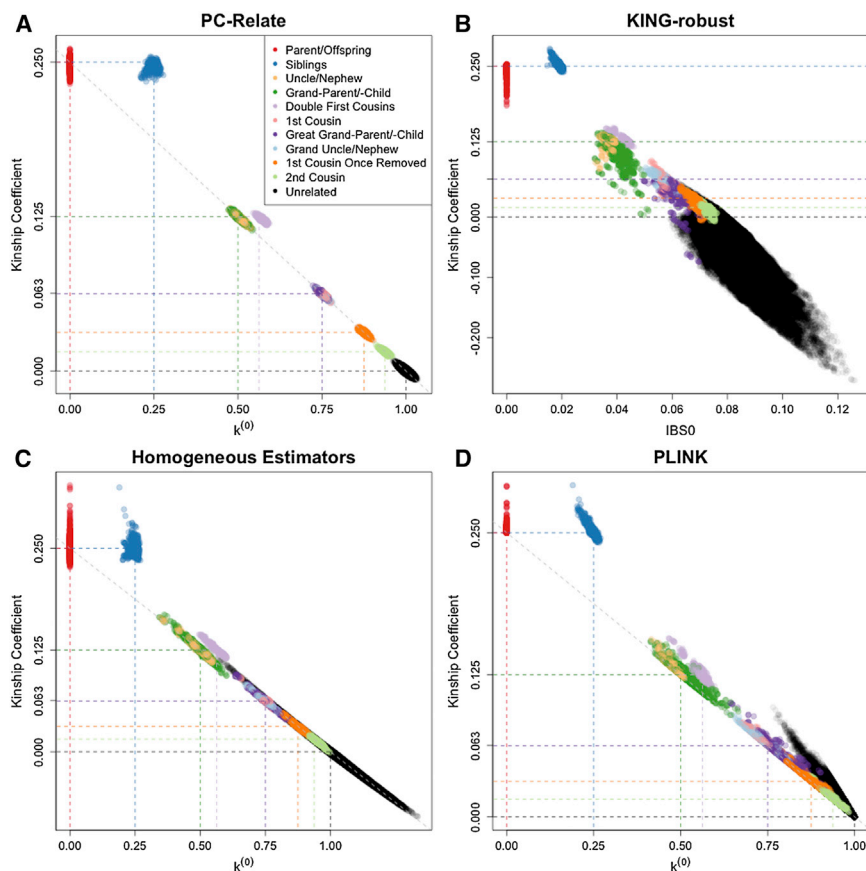 A
PC-Relate
Kinship Coefficient
0.250
0.125
0.063
0.000
0.00
0.25
0.50
0.75
1.00
k(0)
Parent/Offspring
Siblings
Uncle/Nephew
Grand-Parent/-Child
Double First Cousins
1st Cousin
Great Grand-Parent/-Child
Grand Uncle/Nephew
1st Cousin Once Removed
2nd Cousin
Unrelated
B
KING-robust
Kinship Coefficient
0.250
0.125
0.000
-0.100
-0.200
0.00
0.02
0.04
0.06
0.08
0.10
0.12
IBS0
C
Homogeneous Estimators
Kinship Coefficient
0.250
0.125
0.063
0.000
0.00
0.25
0.50
0.75
1.00
k(0)
D
PLINK
Kinship Coefficient
0.250
0.125
0.063
0.000
0.00
0.25
0.50
0.75
1.00
k(0)